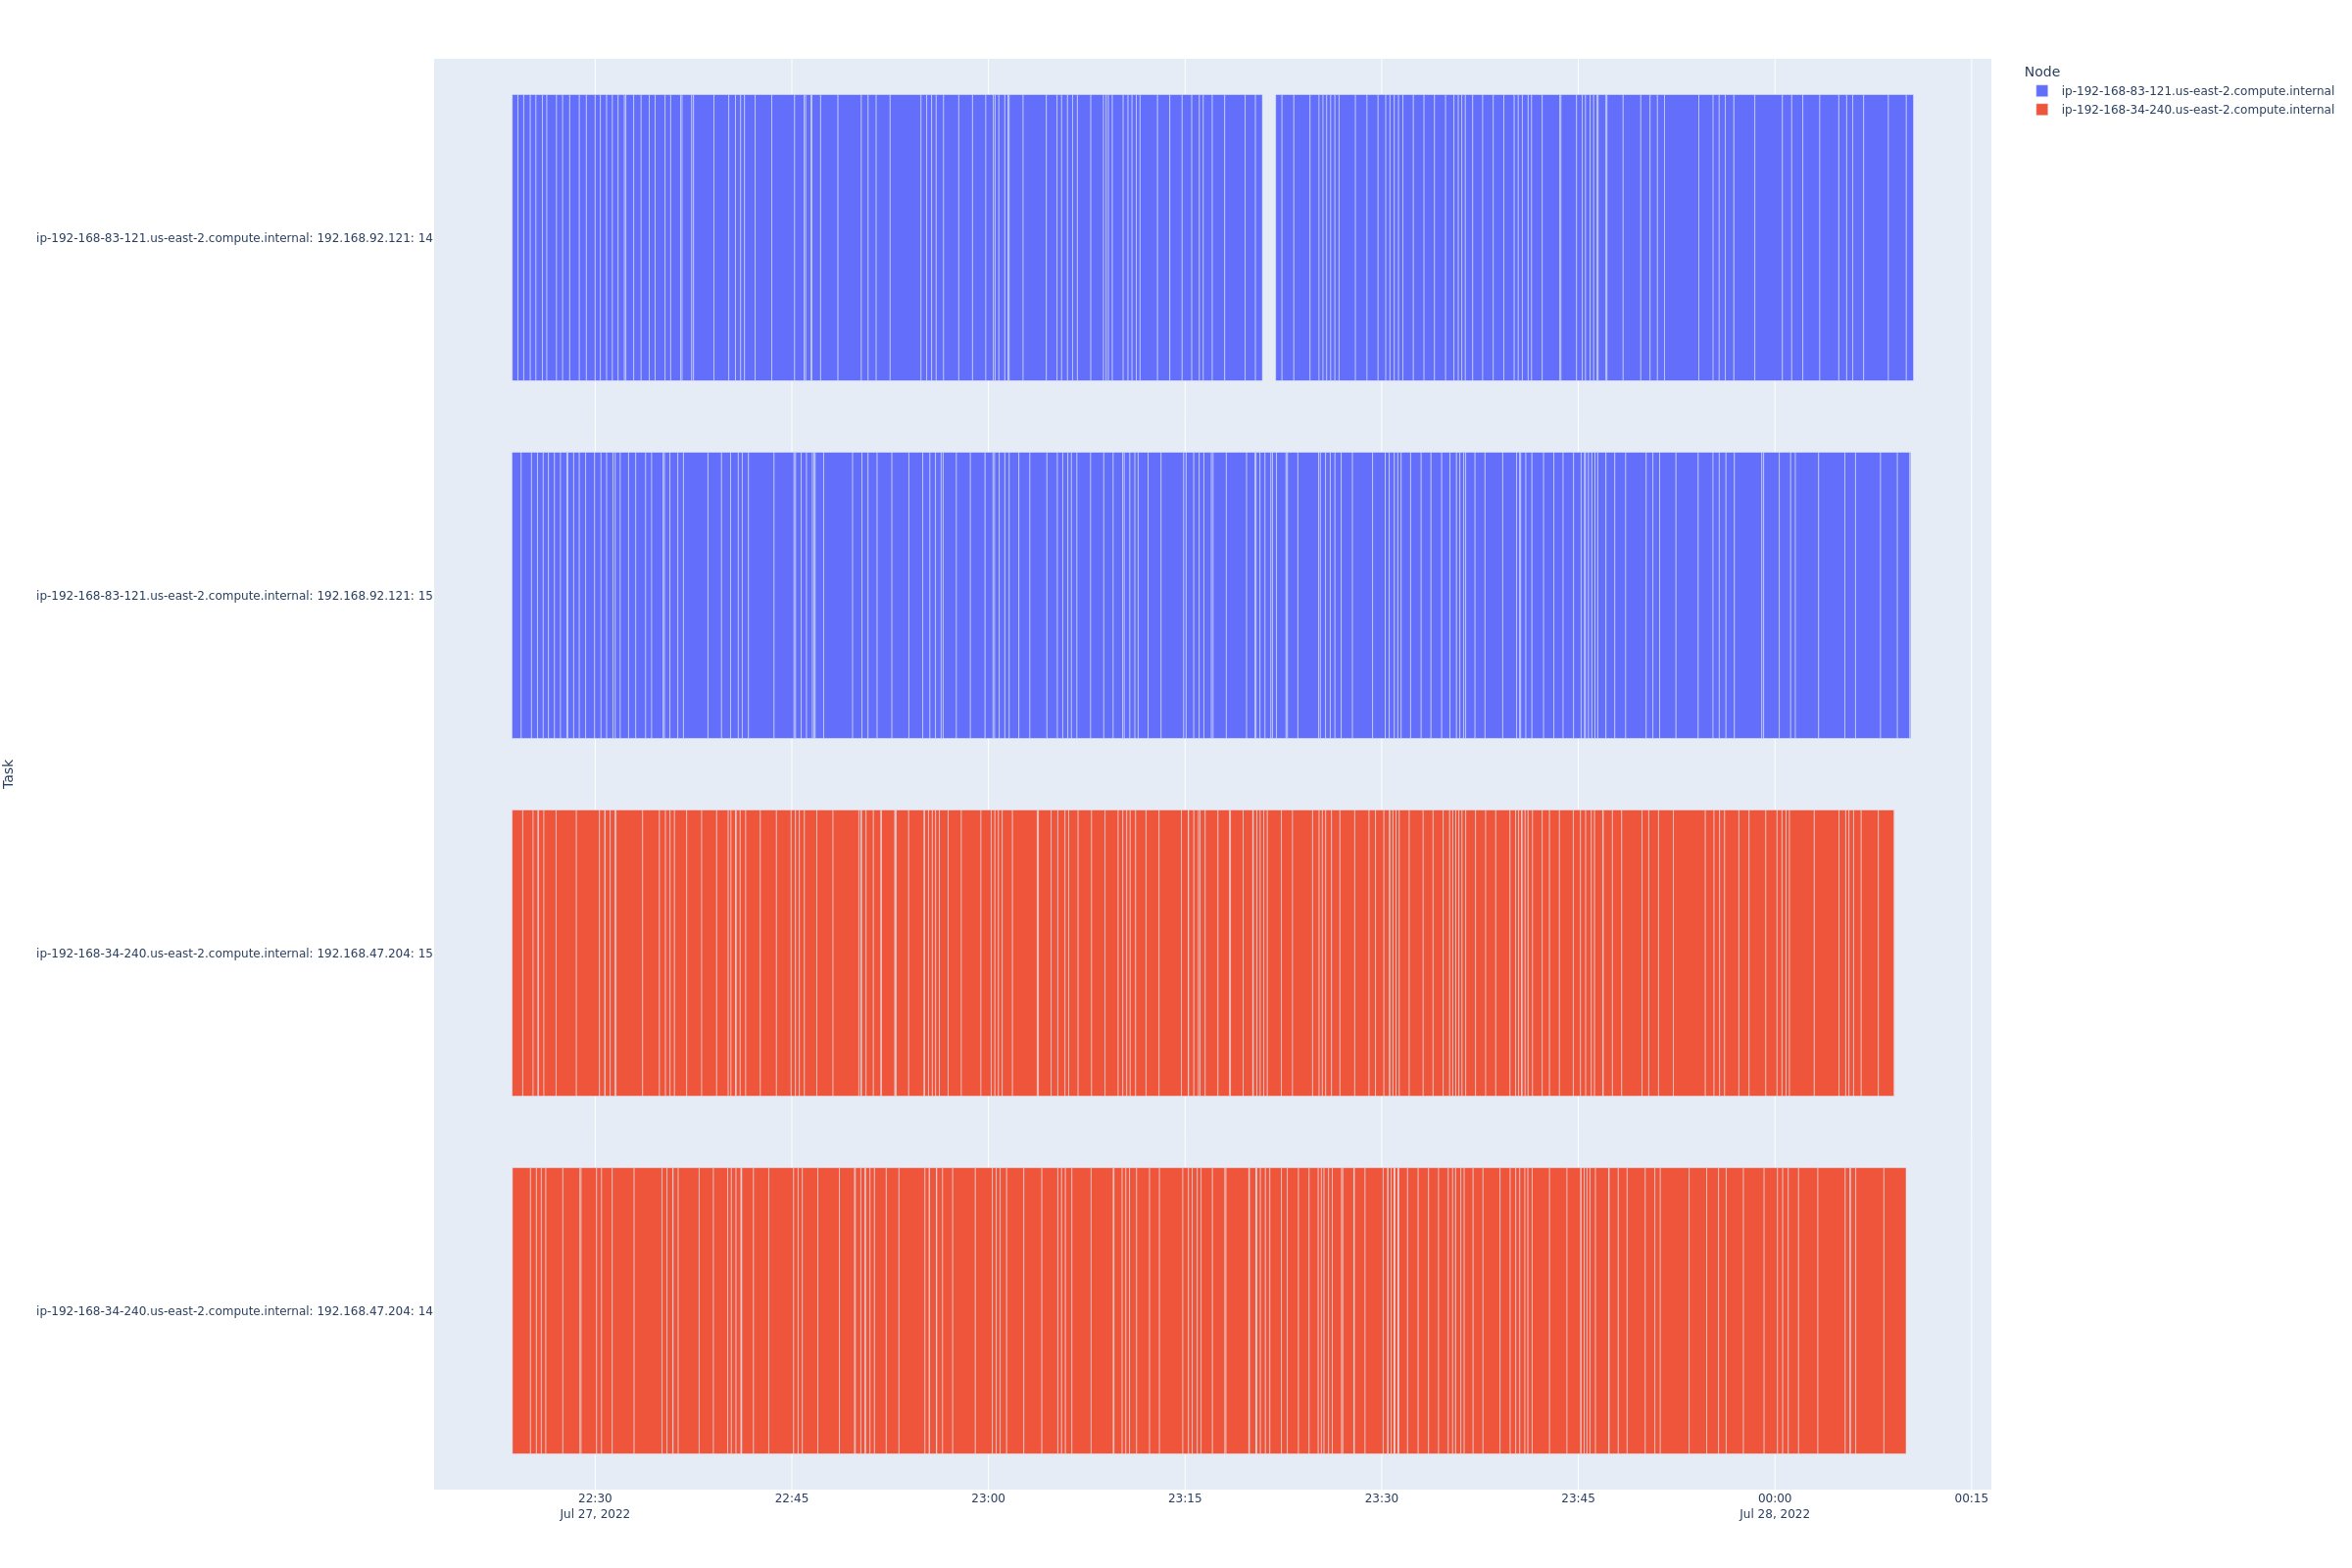 Node
ip-192-168-83-121.us-east-2.compute.internal
ip-192-168-34-240.us-east-2.compute.internal
ip-192-168-83-121.us-east-2.compute.internal: 192.168.92.121: 14
ip-192-168-83-121.us-east-2.compute.internal: 192.168.92.121: 15
Task
ip-192-168-34-240.us-east-2.compute.internal: 192.168.47.204: 15
ip-192-168-34-240.us-east-2.compute.internal: 192.168.47.204: 14
22:30 22:45 23:00 23:15 23:30 23:45 00:00 00:15
Jul 27, 2022 Jul 28, 2022